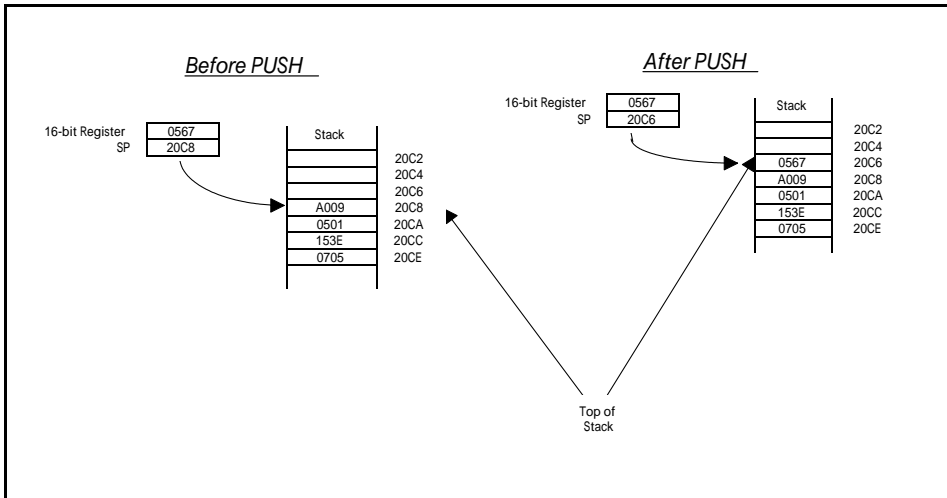 Before PUSH
16-bit Register 0567
SP 20C8
Stack
20C2
20C4
20C6
A009 20C8
0501 20CA
153E 20CC
0705 20CE
After PUSH
16-bit Register 0567
SP 20C6
Stack
20C2
20C4
0567 20C6
A009 20C8
0501 20CA
153E 20CC
0705 20CE
Top of
Stack